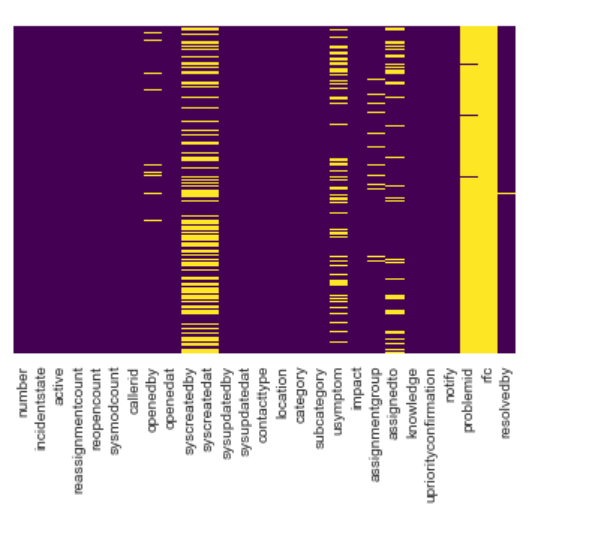 number
incidentstate
active
reassignmentcount
reopencount
sysmodcount
callerid
openedby
openedat
syscreatedby
syscreatedat
sysupdatedby
sysupdatedat
contacttype
location
category
subcategory
usymptom
impact
assignmentgroup
assignedto
knowledge
upriorityconfirmation
notify
problemid
rfc
resolvedby